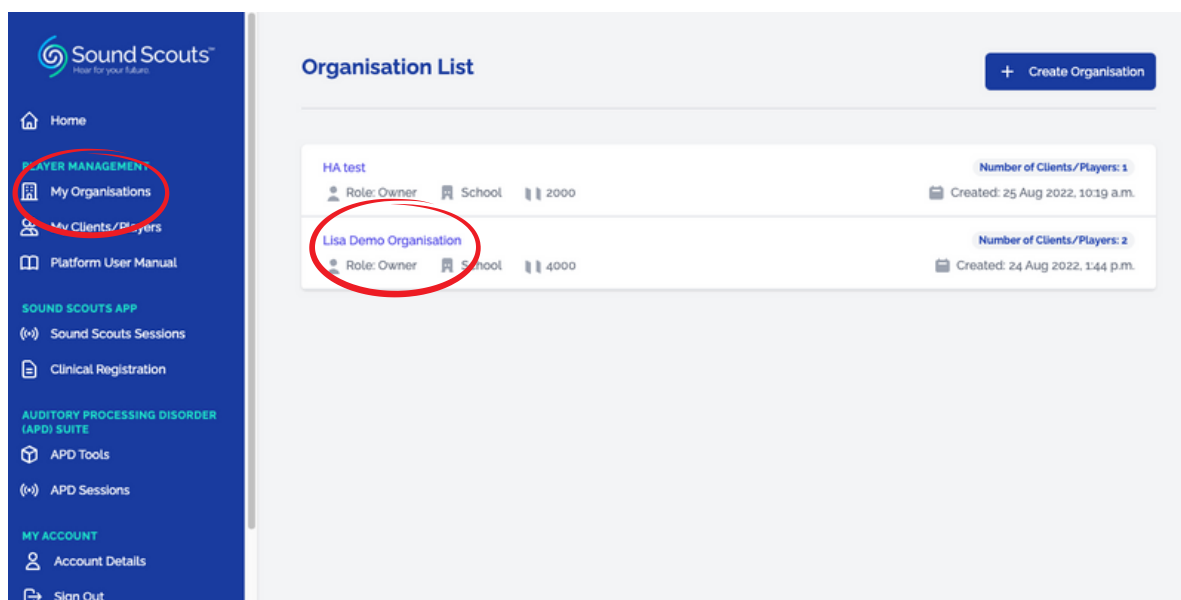 Sound Scouts™
Hear for your future.
Home
PLAYER MANAGEMENT
My Organisations
My Clients/Players
Platform User Manual
SOUND SCOUTS APP
Sound Scouts Sessions
Clinical Registration
AUDITORY PROCESSING DISORDER
(APD) SUITE
APD Tools
APD Sessions
MY ACCOUNT
Account Details
Sign Out
Organisation List
+ Create Organisation
HA test
Number of Clients/Players: 1
Role: Owner School 2000
Created: 25 Aug 2022, 10:19 a.m.
Lisa Demo Organisation
Number of Clients/Players: 2
Role: Owner School 4000
Created: 24 Aug 2022, 1:44 p.m.